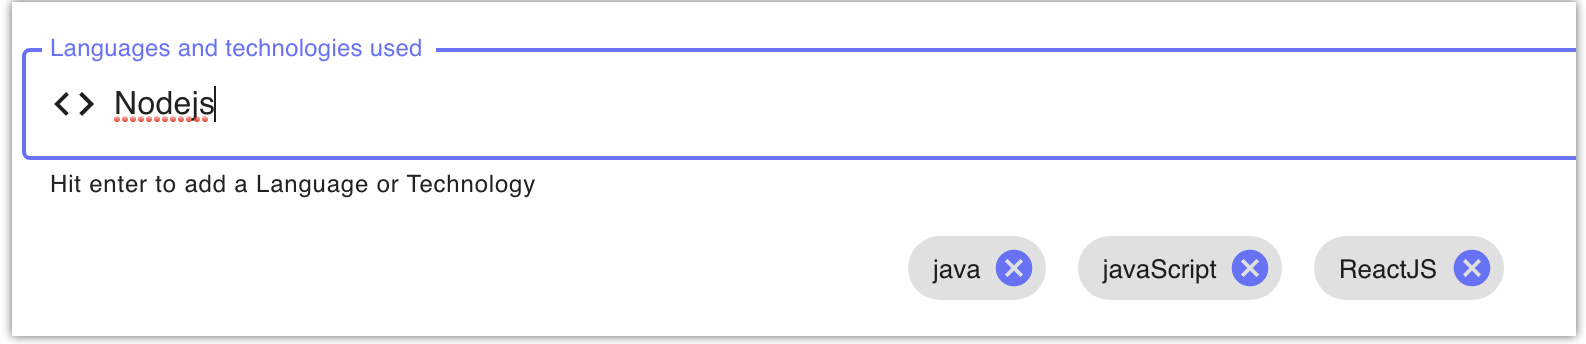 Languages and technologies used
Nodejs
Hit enter to add a Language or Technology
java javaScript ReactJS